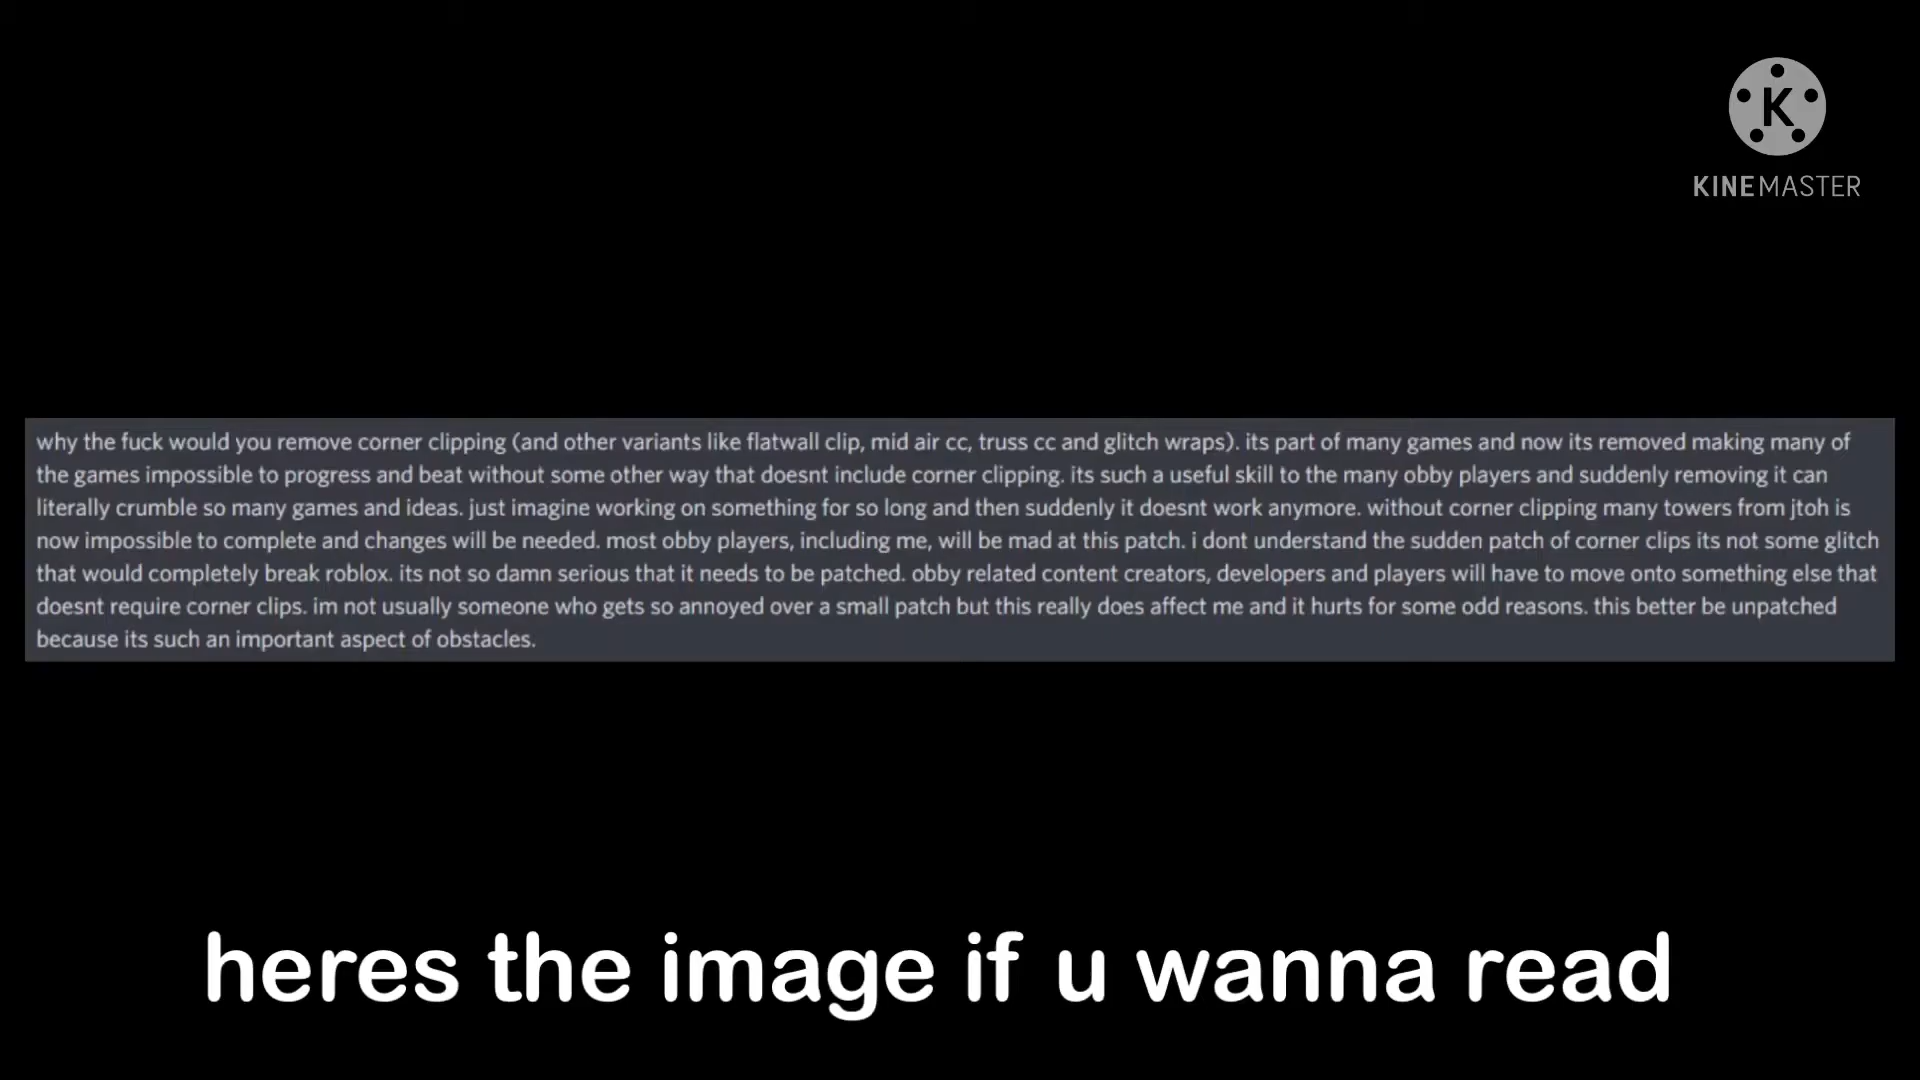 K
KINEMASTER
why the fuck would you remove corner clipping (and other variants like flatwall clip, mid air cc, truss cc and glitch wraps). its part of many games and now its removed making many of
the games impossible to progress and beat without some other way that doesnt include corner clipping. its such a useful skill to the many obby players and suddenly removing it can
literally crumble so many games and ideas. just imagine working on something for so long and then suddenly it doesnt work anymore. without corner clipping many towers from jtoh is
now impossible to complete and changes will be needed. most obby players, including me, will be mad at this patch. i dont understand the sudden patch of corner clips its not some glitch
that would completely break roblox. its not so damn serious that it needs to be patched. obby related content creators, developers and players will have to move onto something else that
doesnt require corner clips. im not usually someone who gets so annoyed over a small patch but this really does affect me and it hurts for some odd reasons. this better be unpatched
because its such an important aspect of obstacles.
heres the image if u wanna read